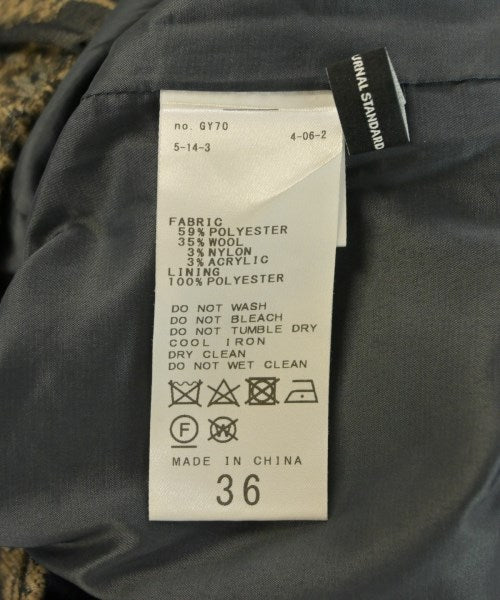 URNAL STANDARD
no. GY70
4-06-2
5-14-3
FABRIC
59% POLYESTER
35% WOOL
3% NYLON
3% ACRYLIC
LINING
100% POLYESTER
DO NOT WASH
DO NOT BLEACH
DO NOT TUMBLE DRY
COOL IRON
DRY CLEAN
DO NOT WET CLEAN
F
W
MADE IN CHINA
36